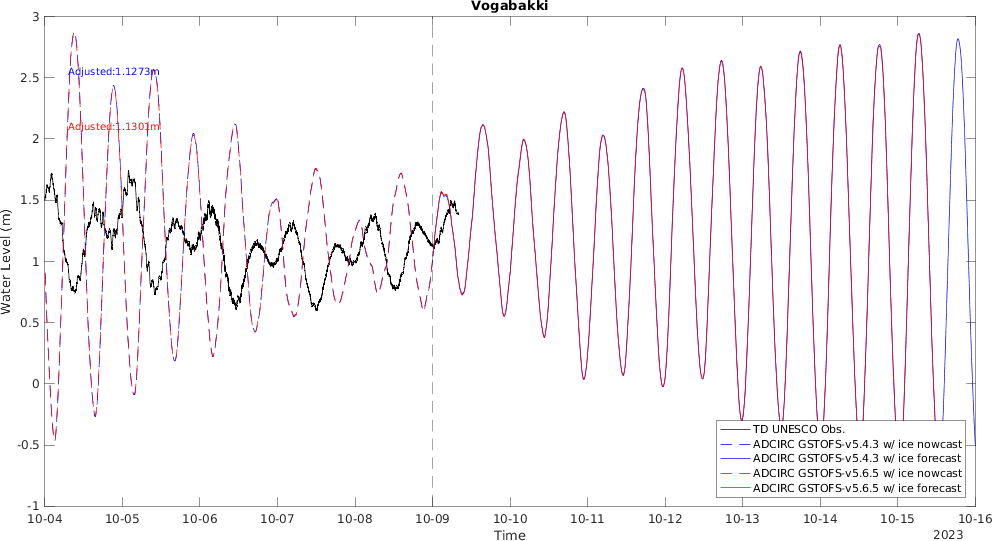 Vogabakki
3
2.5
2
1.5
1
0.5
0
-0.5
-1
Water Level (m)
Adjusted:1.1273m
Adjusted:1.1301m
TD UNESCO Obs.
ADCIRC GSTOFS-v5.4.3 w/ ice nowcast
ADCIRC GSTOFS-v5.4.3 w/ ice forecast
ADCIRC GSTOFS-v5.6.5 w/ ice nowcast
ADCIRC GSTOFS-v5.6.5 w/ ice forecast
10-04 10-05 10-06 10-07 10-08 10-09 10-10 10-11 10-12 10-13 10-14 10-15 10-16
Time
2023